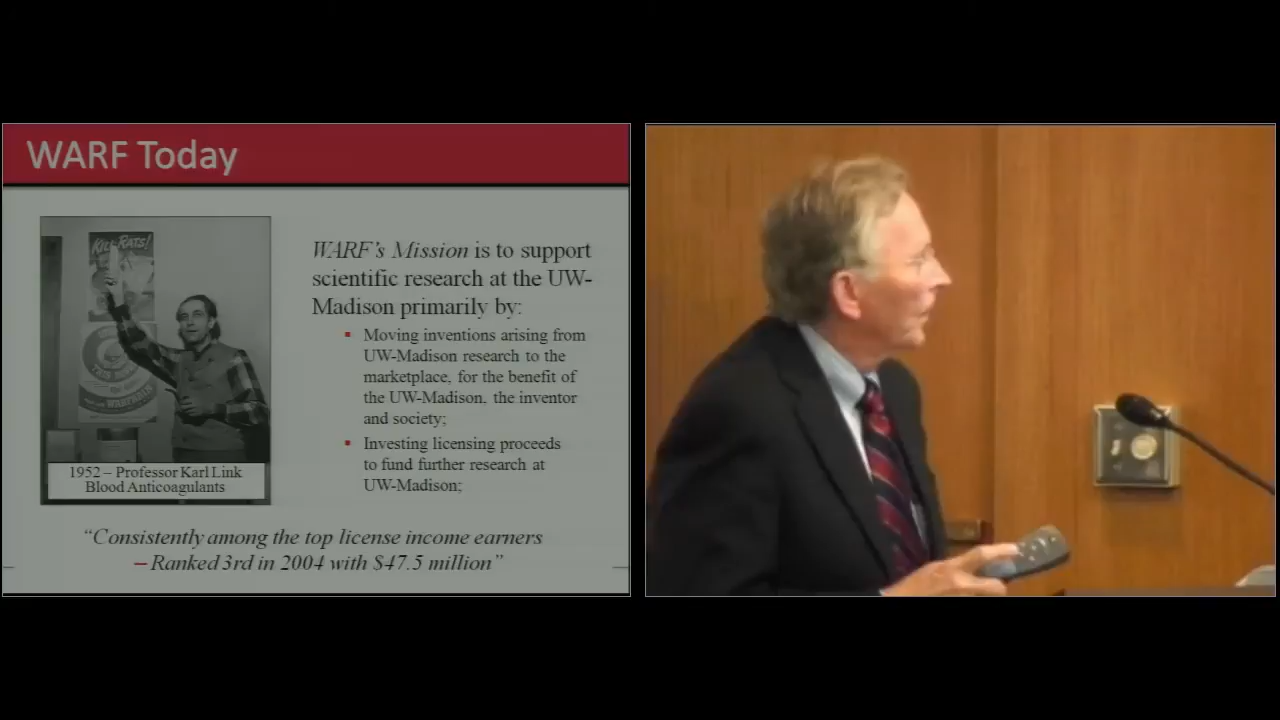 WARF Today
KILL RATS!
WARF's Mission is to support
scientific research at the UW-
Madison primarily by:
▪ Moving inventions arising from
UW-Madison research to the
marketplace, for the benefit of
the UW-Madison, the inventor
and society;
▪ Investing licensing proceeds
to fund further research at
UW-Madison;
1952 – Professor Karl Link
Blood Anticoagulants
“Consistently among the top license income earners
– Ranked 3rd in 2004 with $47.5 million”